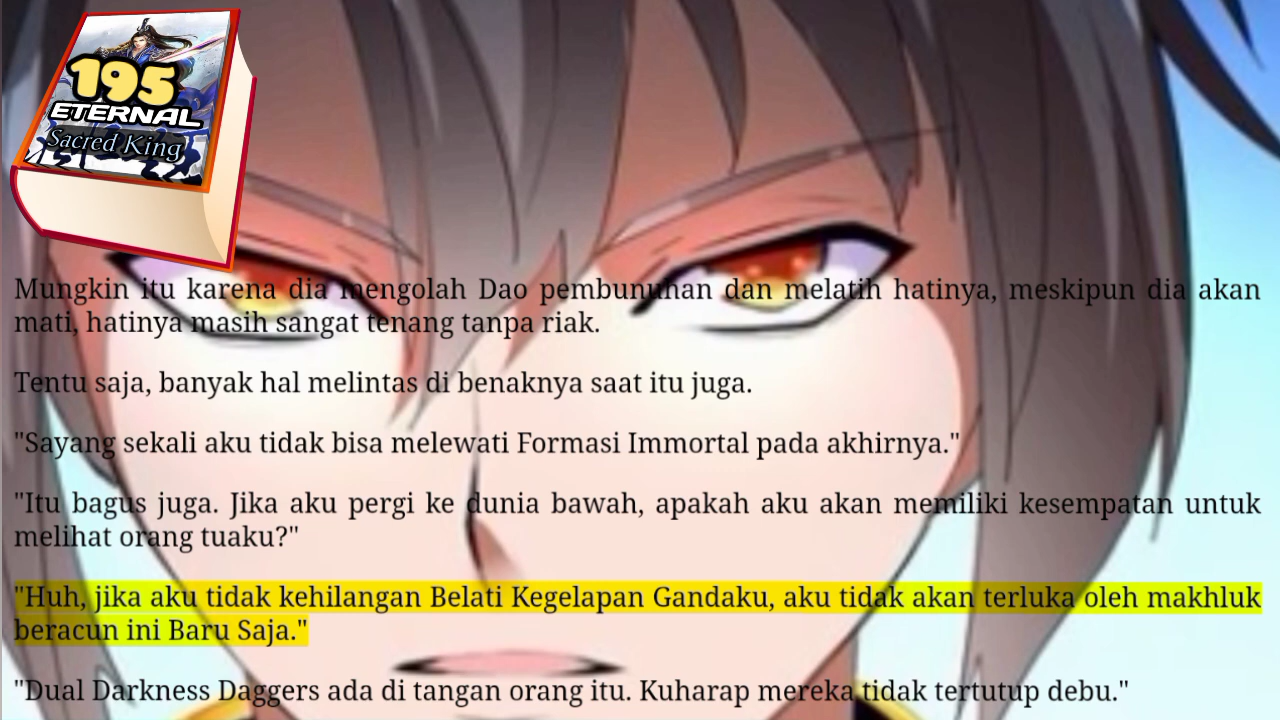 195
ETERNAL
Sacred King
Mungkin itu karena dia mengolah Dao pembunuhan dan melatih hatinya, meskipun dia akan
mati, hatinya masih sangat tenang tanpa riak.
Tentu saja, banyak hal melintas di benaknya saat itu juga.
"Sayang sekali aku tidak bisa melewati Formasi Immortal pada akhirnya."
"Itu bagus juga. Jika aku pergi ke dunia bawah, apakah aku akan memiliki kesempatan untuk
melihat orang tuaku?"
"Huh, jika aku tidak kehilangan Belati Kegelapan Gandaku, aku tidak akan terluka oleh makhluk
beracun ini Baru Saja."
"Dual Darkness Daggers ada di tangan orang itu. Kuharap mereka tidak tertutup debu."